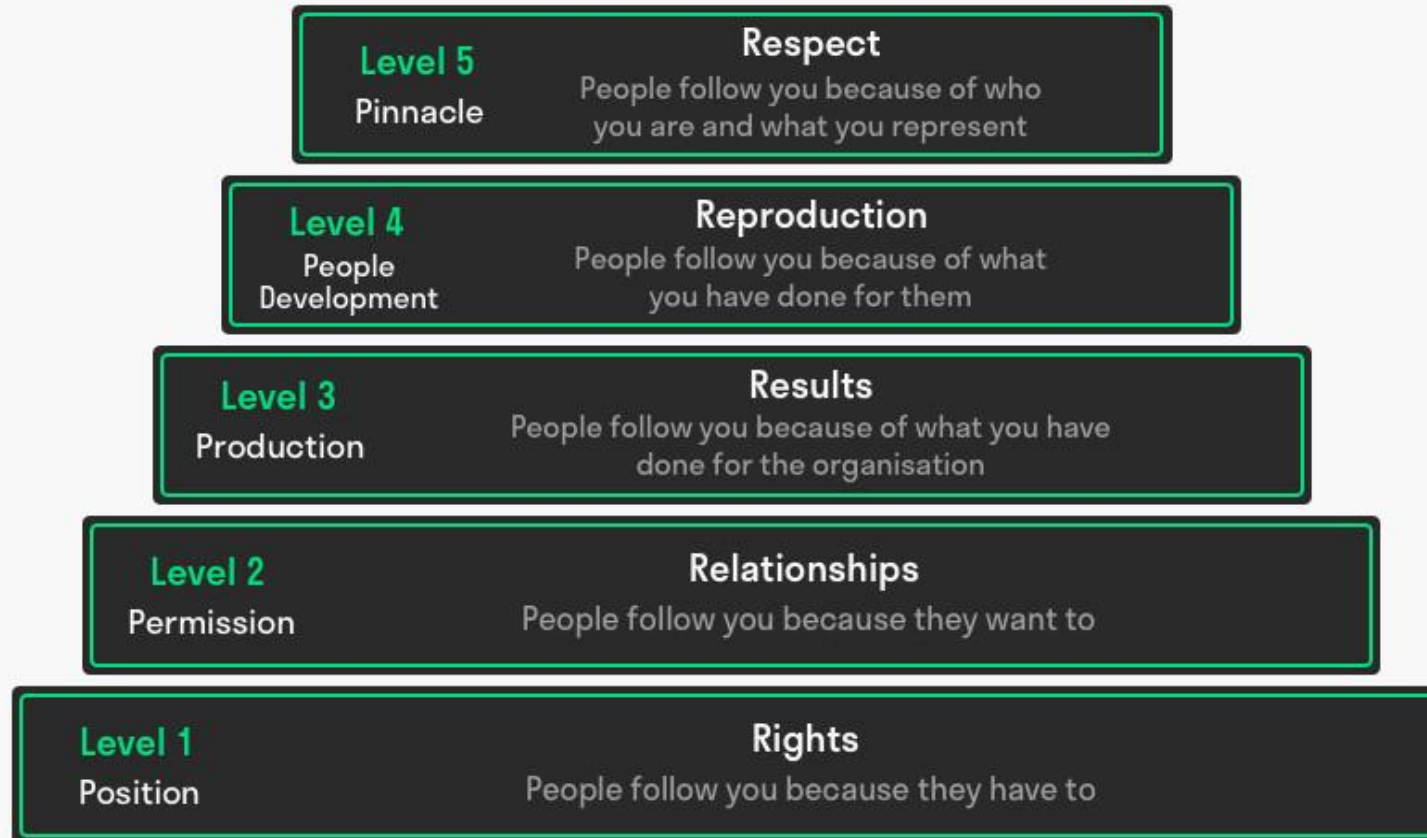 Level 5
Pinnacle
Respect
People follow you because of who
you are and what you represent
Level 4
People
Development
Reproduction
People follow you because of what
you have done for them
Level 3
Production
Results
People follow you because of what you have
done for the organisation
Level 2
Permission
Relationships
People follow you because they want to
Level 1
Position
Rights
People follow you because they have to